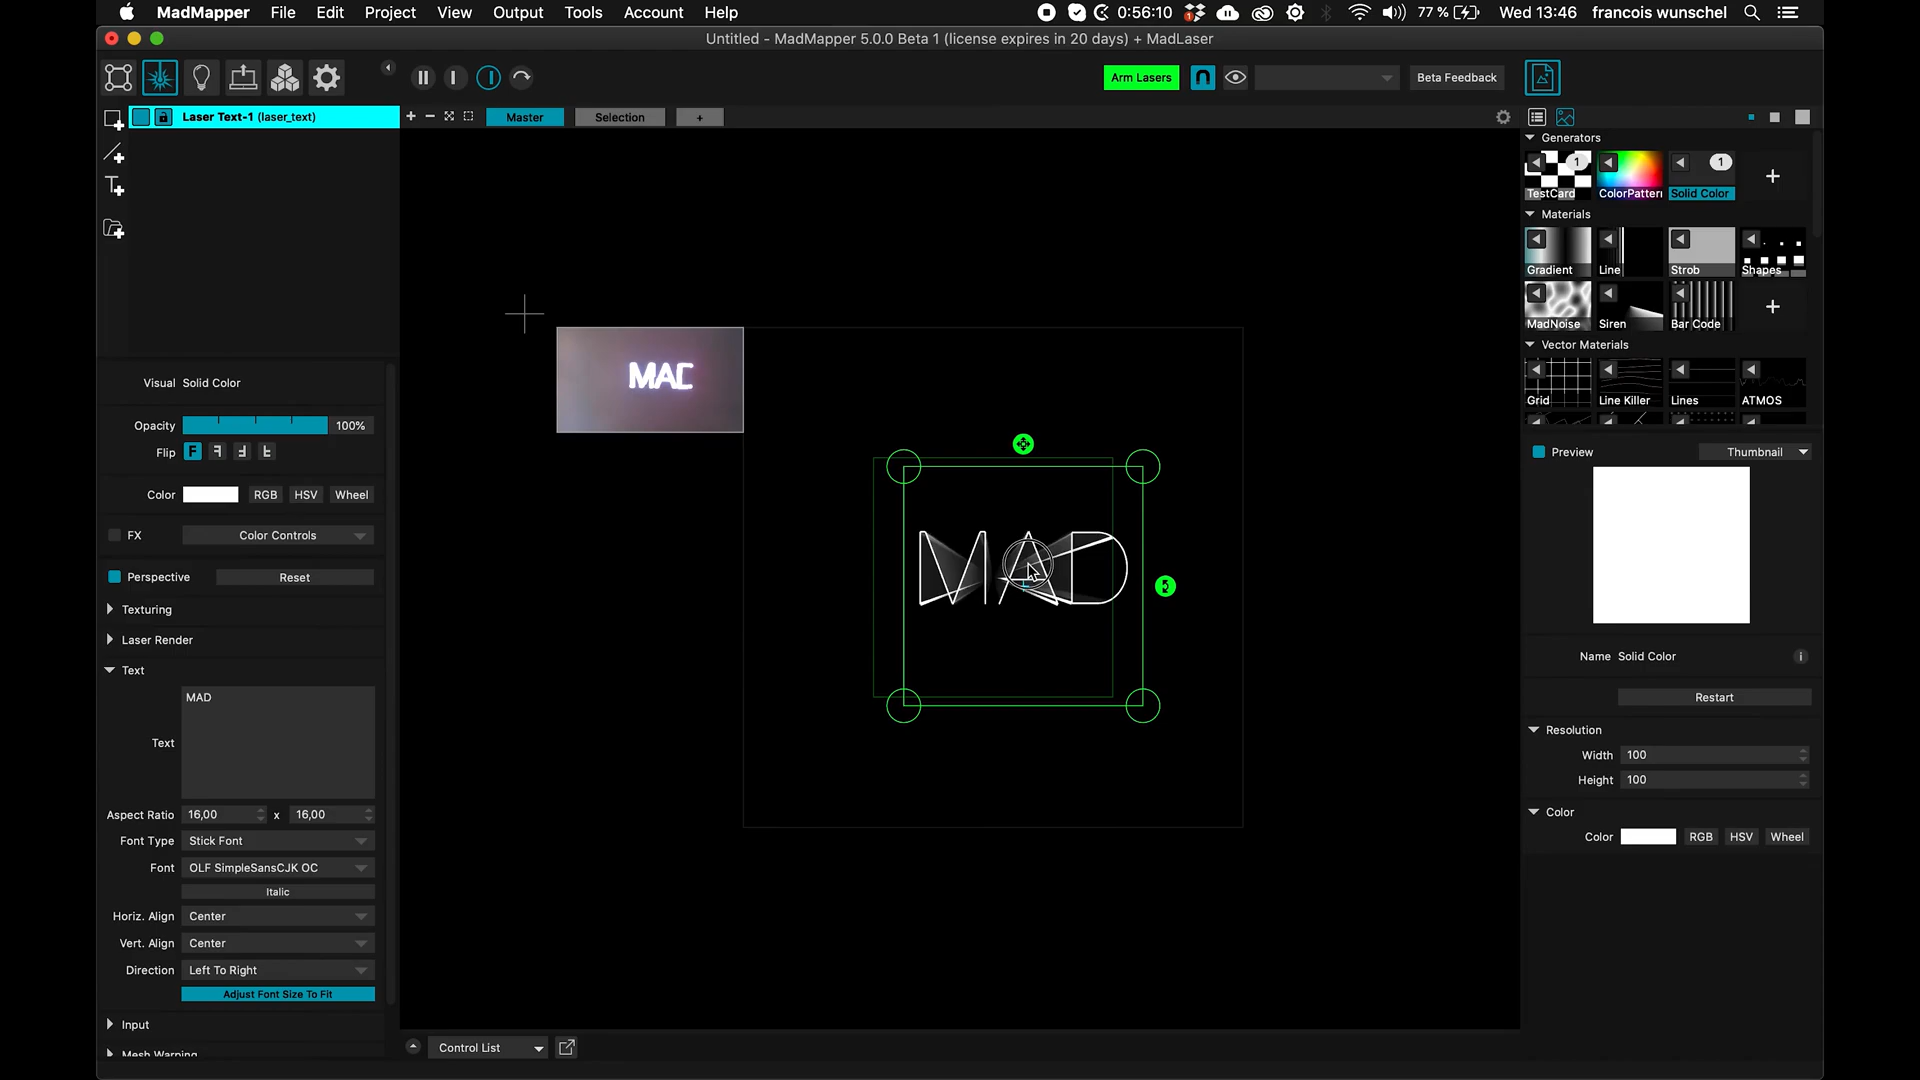 MadMapper File Edit Project View Output Tools Account Help
0:56:10 1 77 % Wed 13:46 francois wunschel
Untitled - MadMapper 5.0.0 Beta 1 (license expires in 20 days) + MadLaser
Arm Lasers Beta Feedback
Laser Text-1 (laser_text)
Master Selection +
Generators
1 1
TestCard ColorPattern Solid Color
Materials
Gradient Line Strob Shapes
MadNoise Siren Bar Code
Vector Materials
Grid Line Killer Lines ATMOS
MAC
MAD
Visual Solid Color
Opacity 100%
Flip F
Color RGB HSV Wheel
FX Color Controls
Perspective Reset
Texturing
Laser Render
Text
MAD
Text
Aspect Ratio 16,00 x 16,00
Font Type Stick Font
Font OLF SimpleSansCJK OC
Italic
Horiz. Align Center
Vert. Align Center
Direction Left To Right
Adjust Font Size To Fit
Input
Mesh Warping
Control List
Preview Thumbnail
Name Solid Color i
Restart
Resolution
Width 100
Height 100
Color
Color RGB HSV Wheel